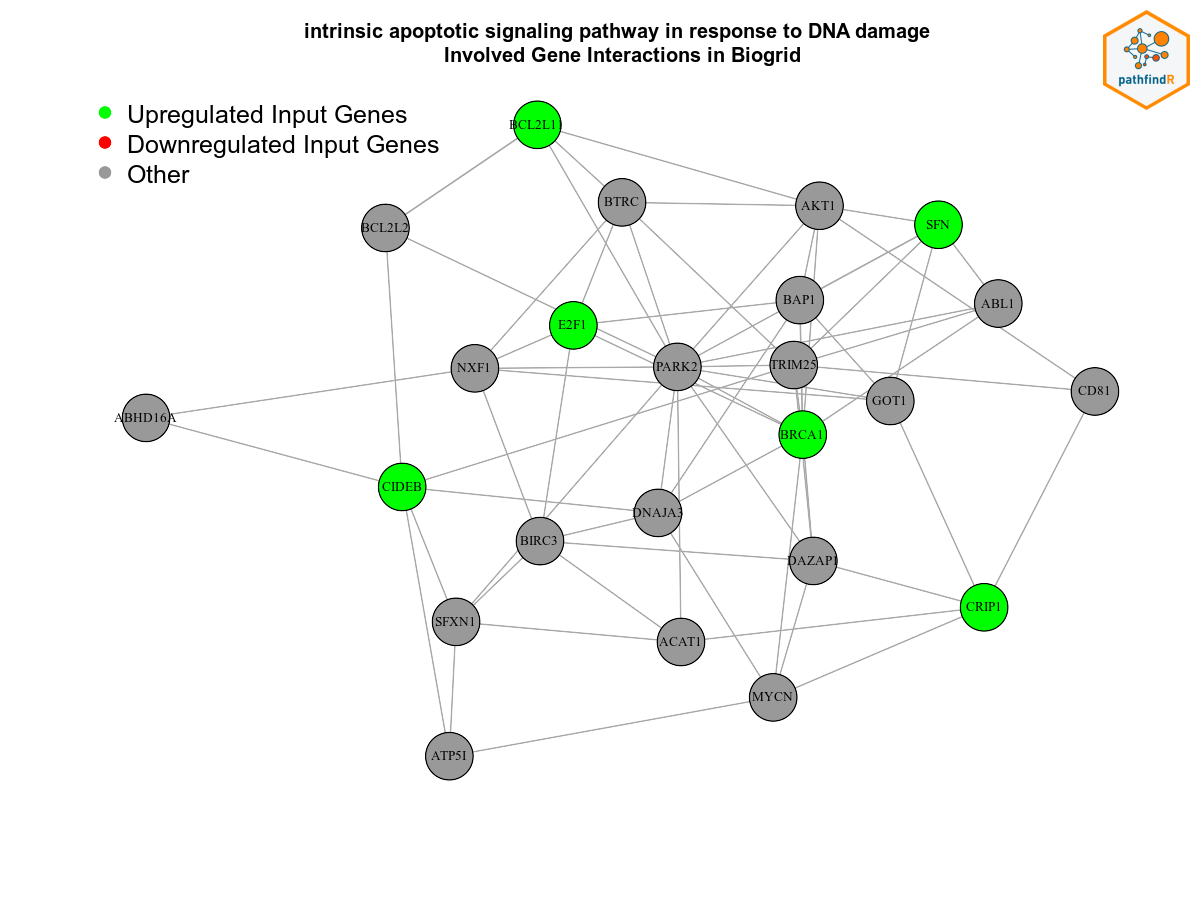 intrinsic apoptotic signaling pathway in response to DNA damage
Involved Gene Interactions in Biogrid
pathfindR
Upregulated Input Genes
Downregulated Input Genes
Other
BCL2L11
BTRC
AKT1
SFN
BCL2L2
BAP1
ABL1
E2F1
NXF1
PARK2
TRIM25
CD81
GOT1
ABHD16A
BRCA1
CIDEB
DNAJA3
BIRC3
DAZAP1
CRIP1
SFXN1
ACAT1
MYCN
ATP5I